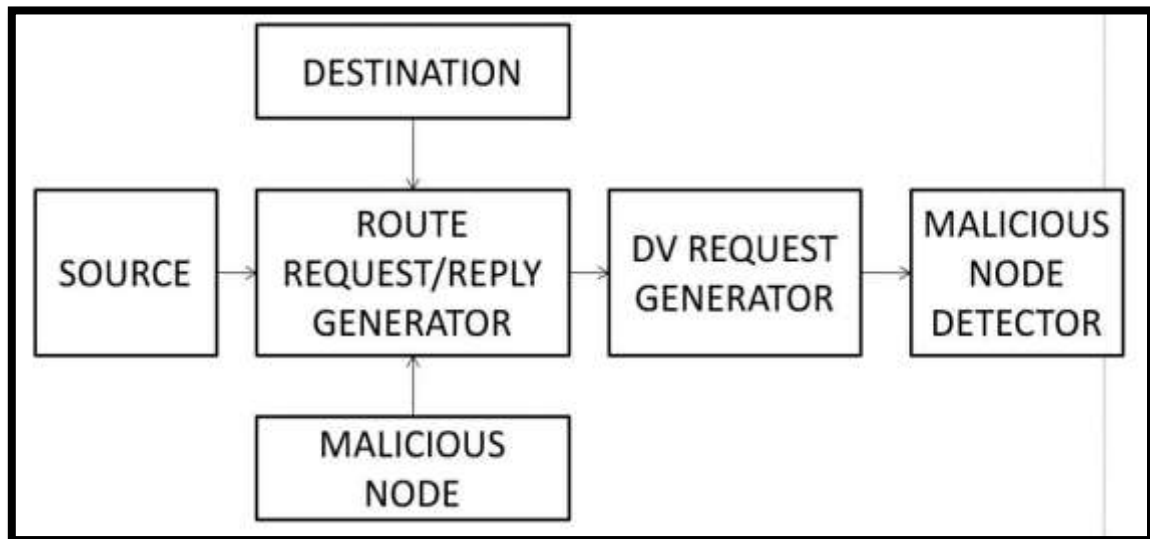 DESTINATION
SOURCE
ROUTE
REQUEST/REPLY
GENERATOR
DV REQUEST
GENERATOR
MALICIOUS
NODE
DETECTOR
MALICIOUS
NODE